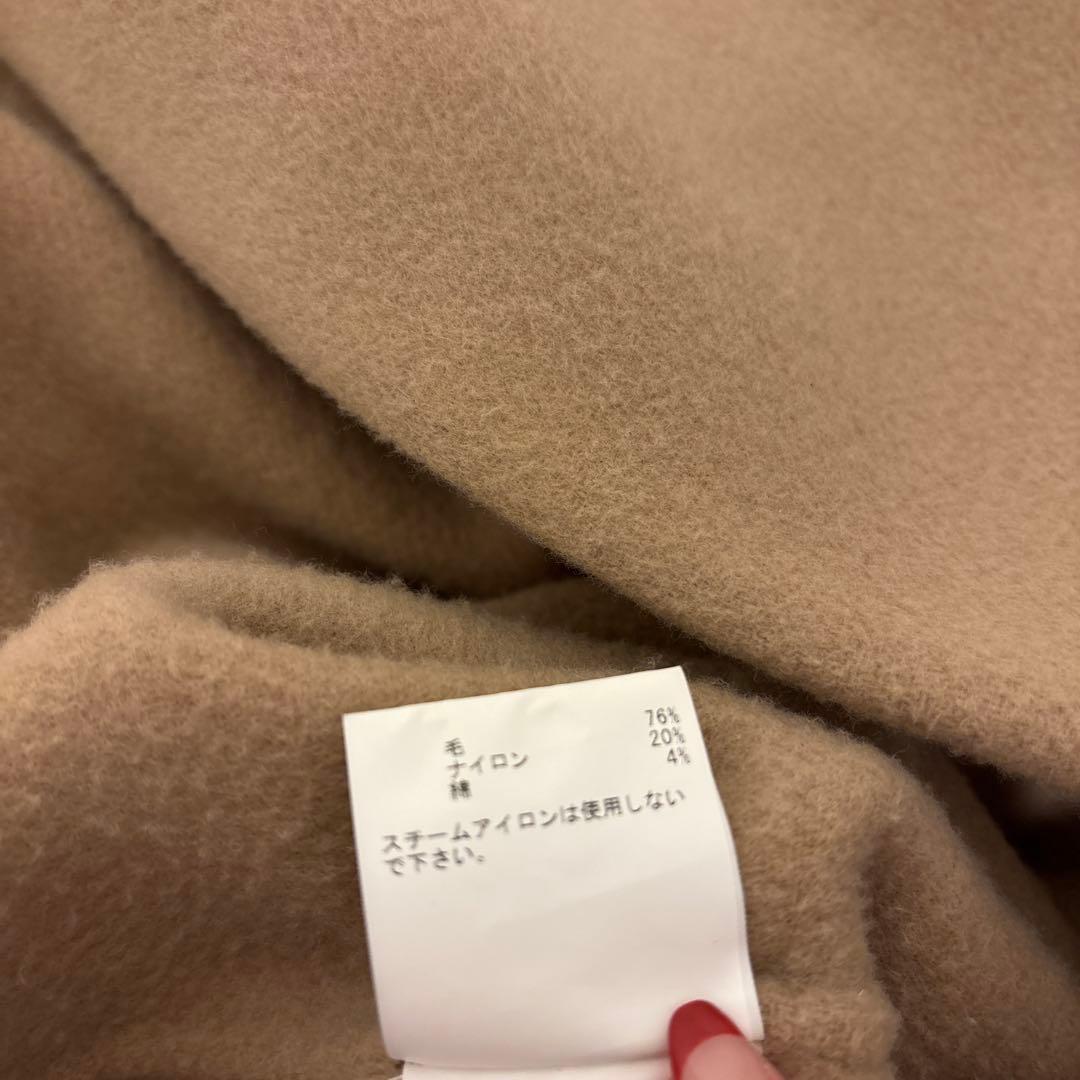 毛 76%
ナイロン 20%
綿 4%
スチームアイロンは使用しない
で下さい。